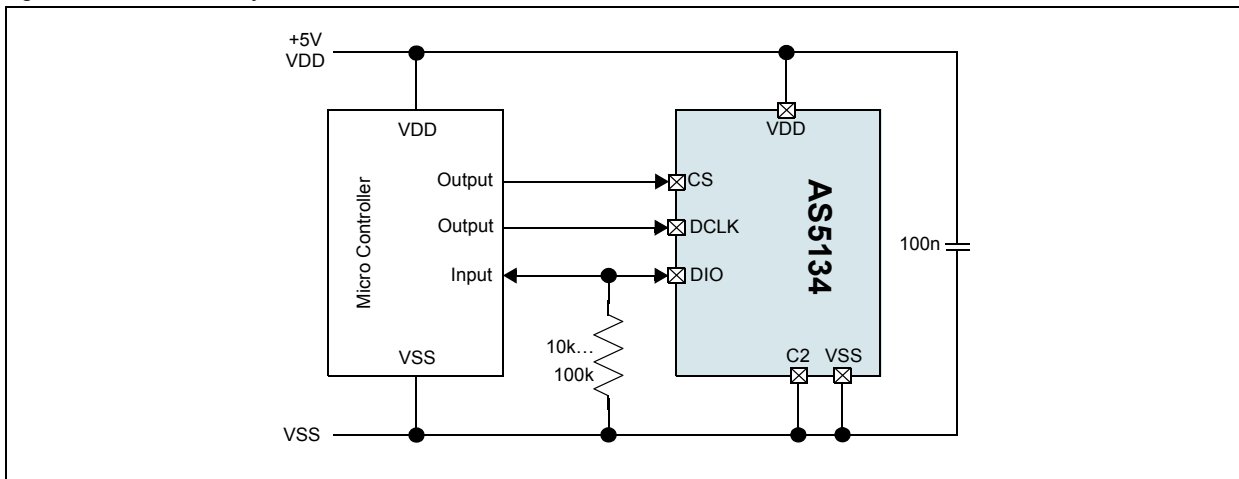 +5V
VDD
VDD
VDD
Output
CS
Micro Controller
AS5134
Output
DCLK
100n
Input
DIO
10k...
100k
VSS
C2 VSS
VSS